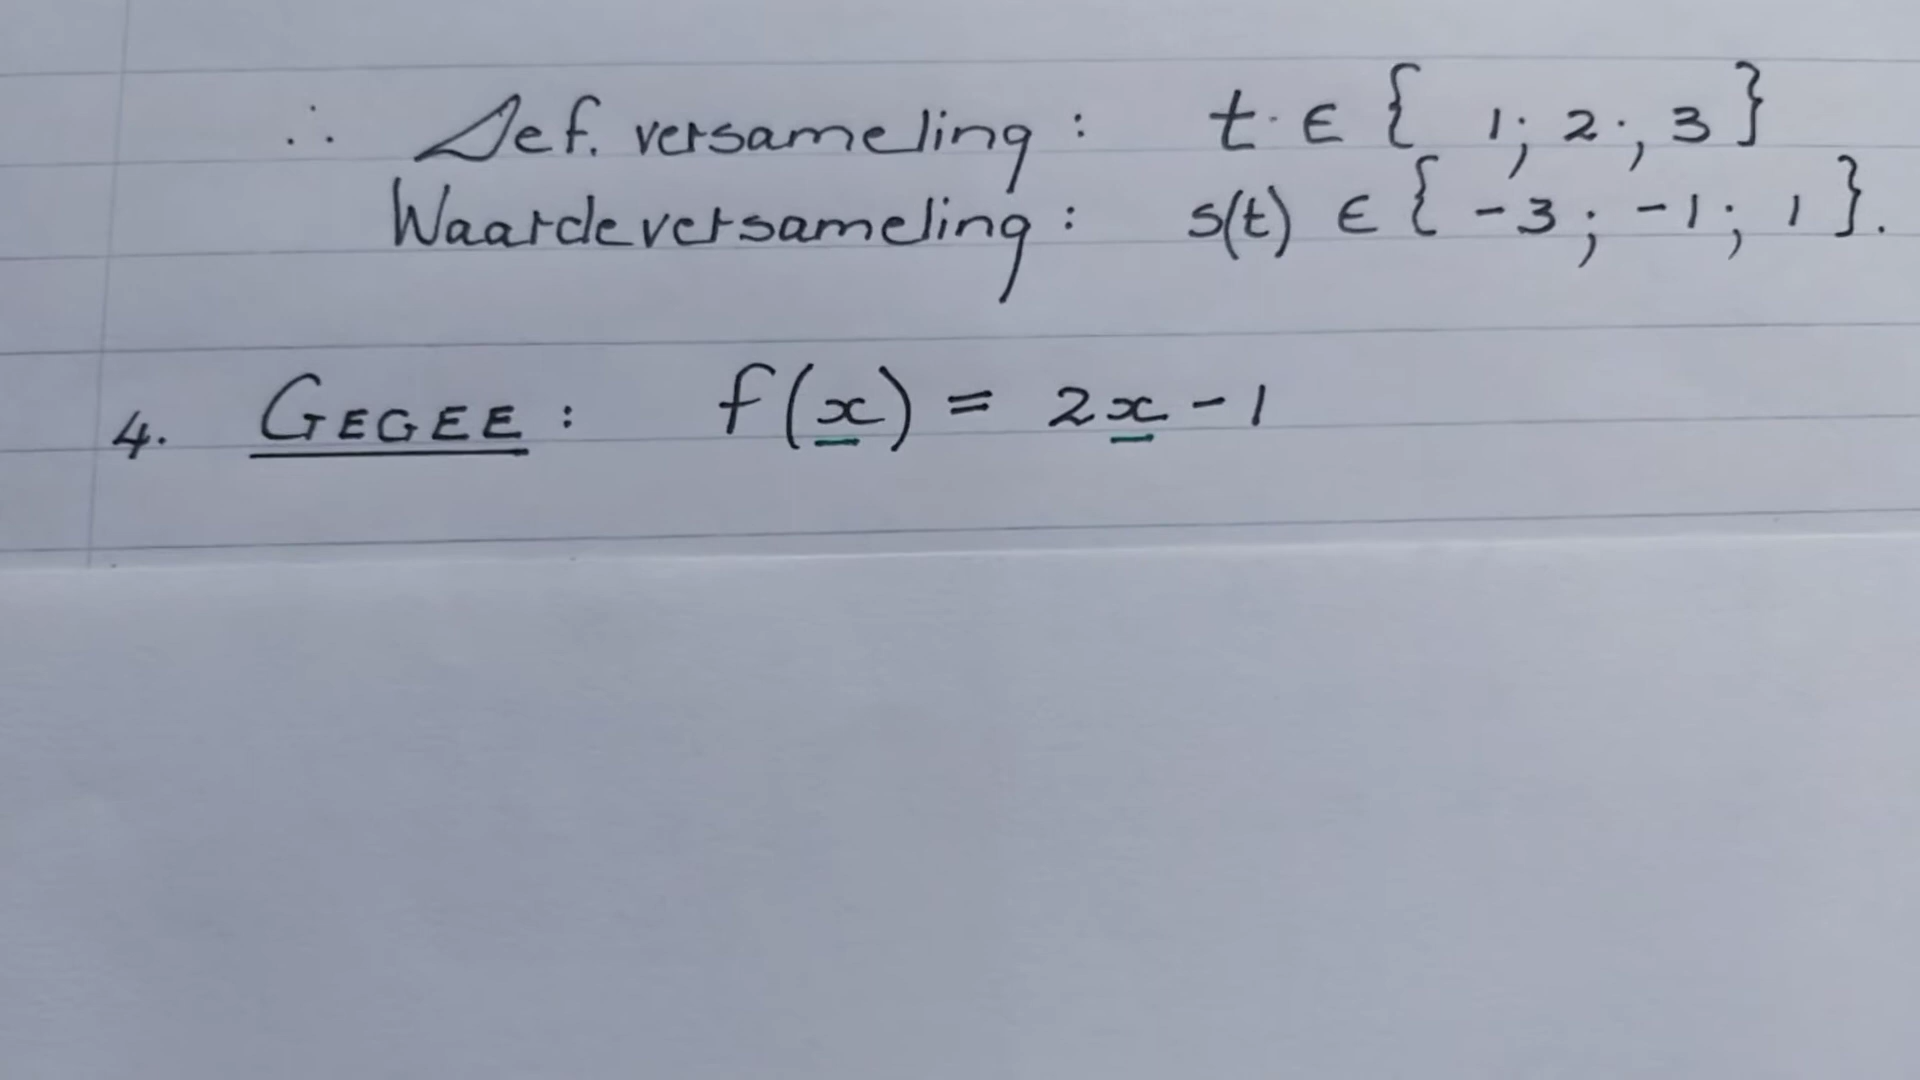 ∴ Def. versameling : t ∈ { 1; 2; 3 }
Waardeversameling : s(t) ∈ { -3 ; -1 ; 1 }.
4. GEGEE : f(x) = 2x - 1